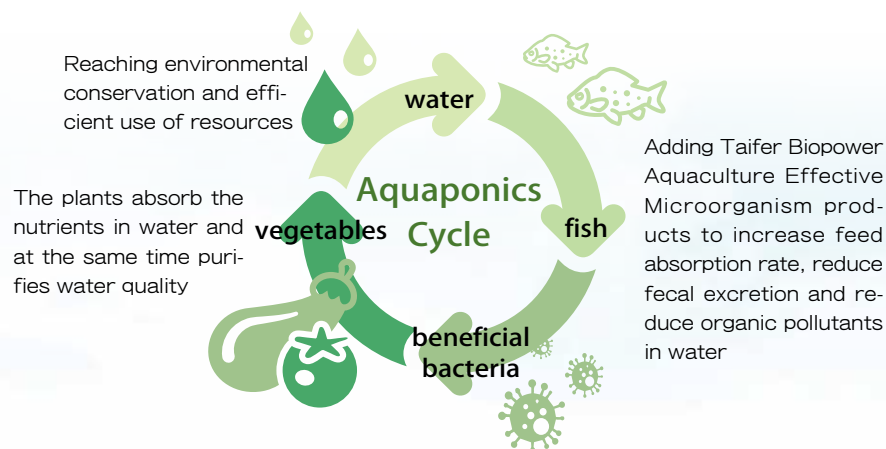 Reaching environmental
conservation and effi-
cient use of resources
water
Adding Taifer Biopower
Aquaculture Effective
Microorganism prod-
ucts to increase feed
absorption rate, reduce
fecal excretion and re-
duce organic pollutants
in water
Aquaponics
Cycle
fish
The plants absorb the
nutrients in water and
at the same time puri-
fies water quality
vegetables
beneficial
bacteria